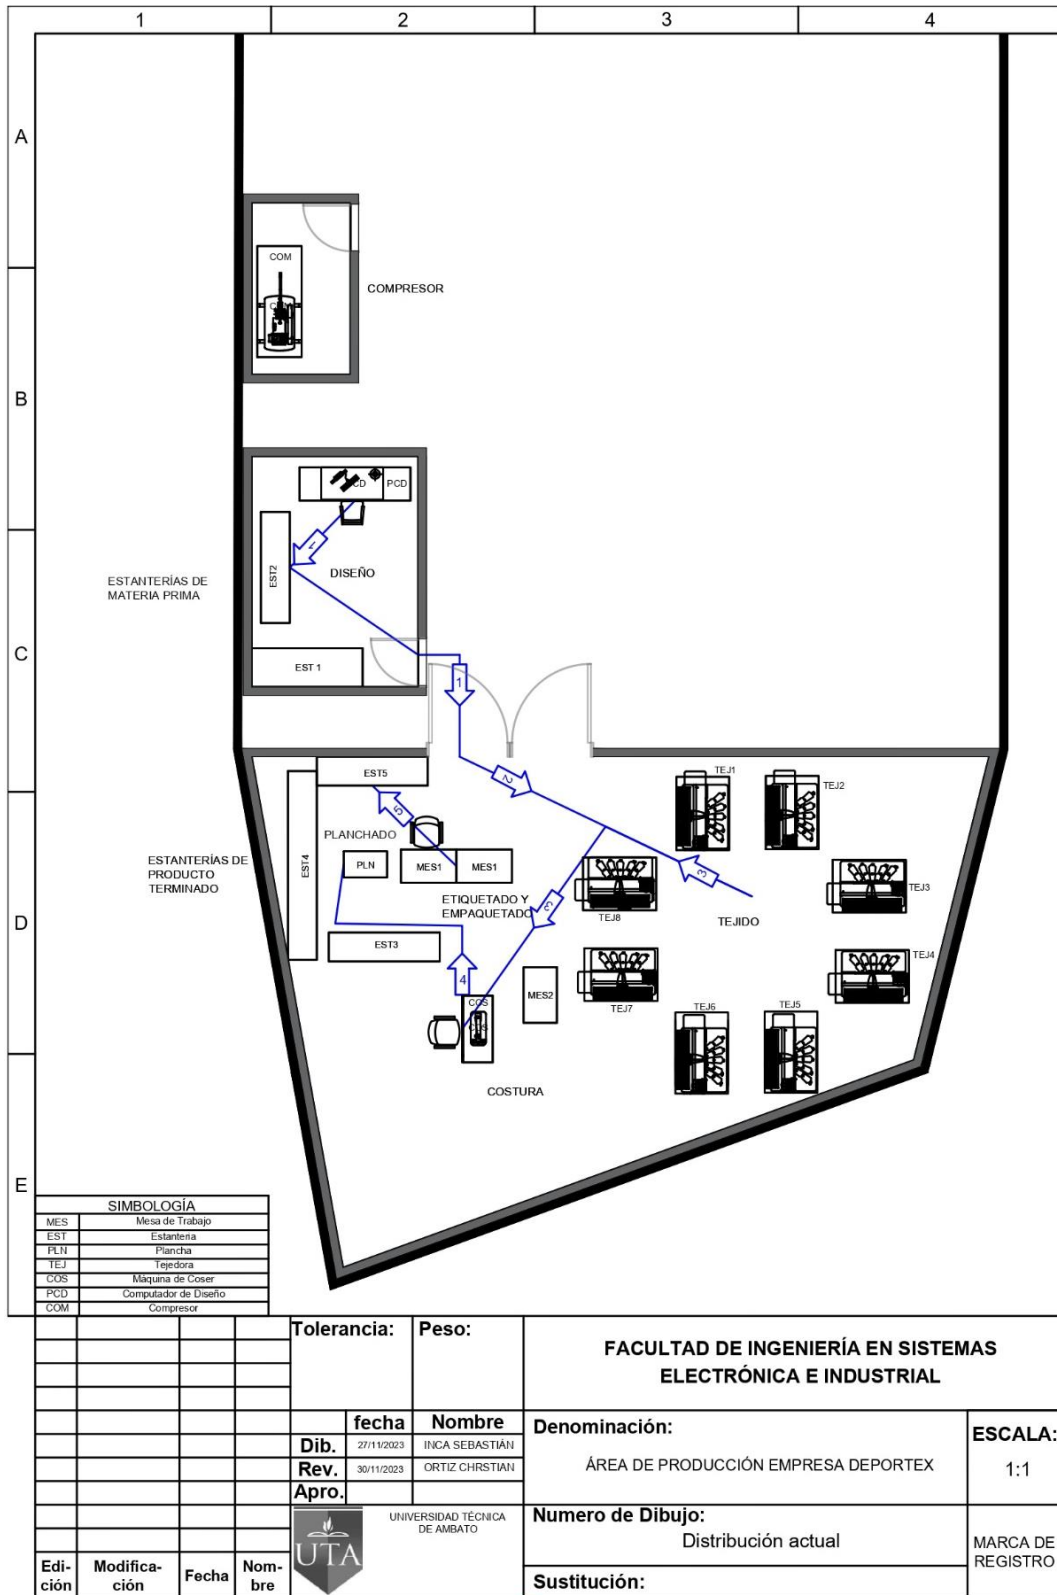 1 2 3 4
A
B
C
D
E
COM
COMPRESOR
PCD
EST2
1
DISEÑO
ESTANTERÍAS DE
MATERIA PRIMA
EST 1
1
2
EST5
TEJ1
TEJ2
5
PLANCHADO
ESTANTERÍAS DE
PRODUCTO
TERMINADO
EST4
PLN
MES1
MES1
3
TEJ3
ETIQUETADO Y
EMPAQUETADO
3
TEJ8
TEJIDO
EST3
TEJ4
4
MES2
COS
COS
TEJ7
TEJ6
TEJ5
COSTURA
SIMBOLOGÍA
MES Mesa de Trabajo
EST Estanteria
PLN Plancha
TEJ Tejedora
COS Máquina de Coser
PCD Computador de Diseño
COM Compresor
Tolerancia: Peso:
FACULTAD DE INGENIERÍA EN SISTEMAS
ELECTRÓNICA E INDUSTRIAL
fecha Nombre
Dib. 27/11/2023 INCA SEBASTIÁN
Rev. 30/11/2023 ORTIZ CHRSTIAN
Apro.
Denominación:
ÁREA DE PRODUCCIÓN EMPRESA DEPORTEX
ESCALA:
1:1
UTA
UNIVERSIDAD TÉCNICA
DE AMBATO
Numero de Dibujo:
Distribución actual
MARCA DE
REGISTRO
Sustitución:
Edi-
ción
Modifica-
ción
Fecha
Nom-
bre